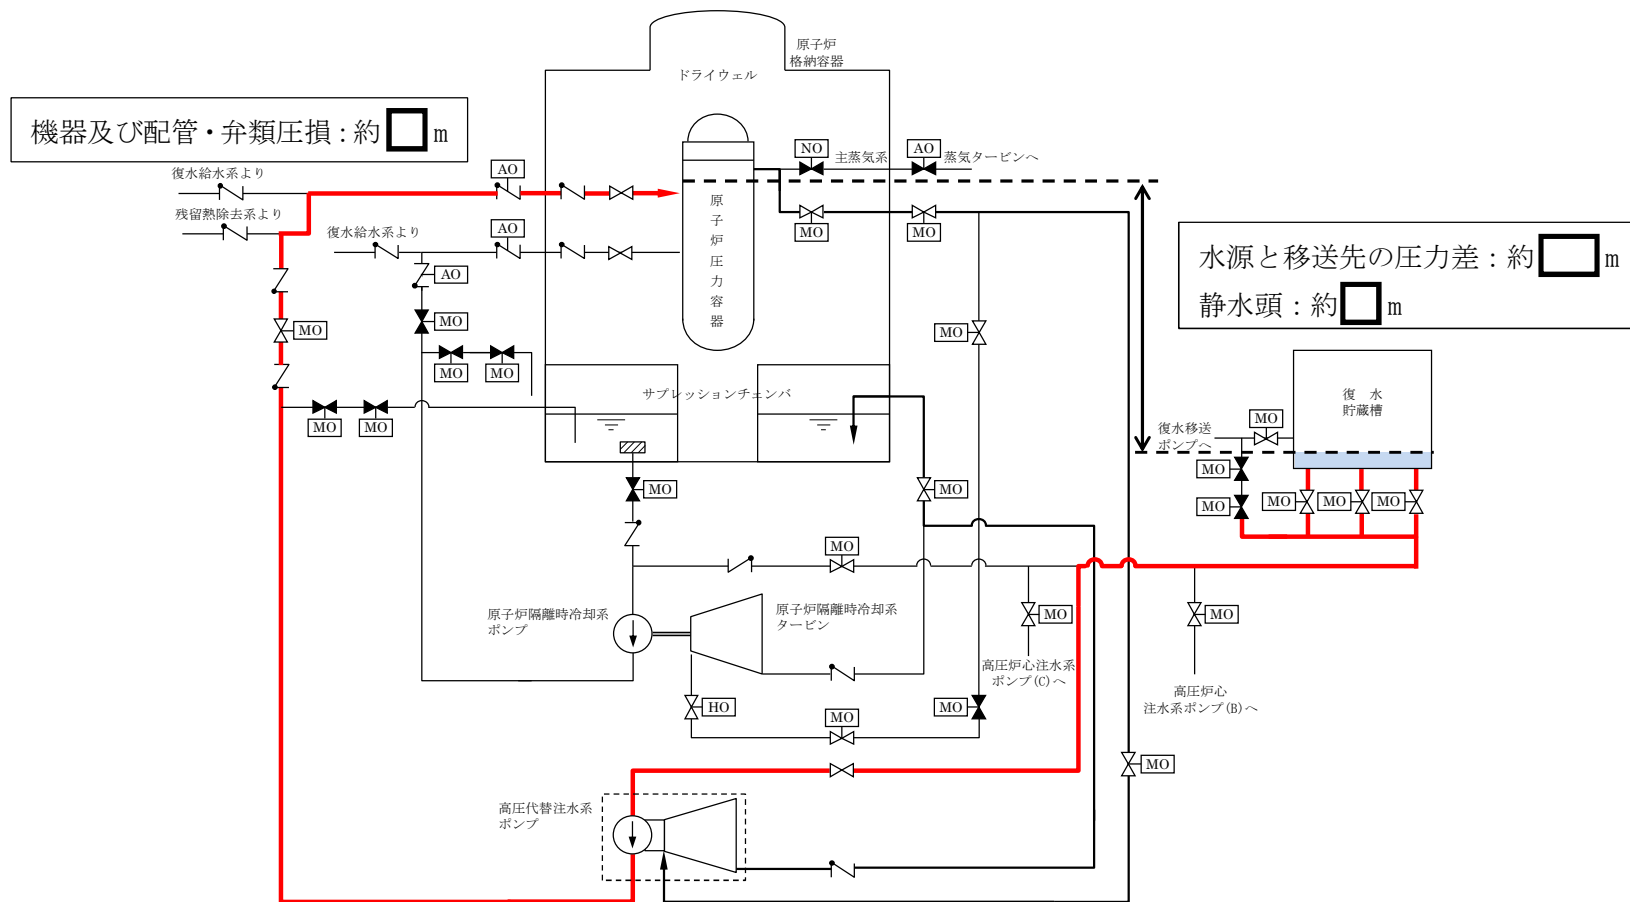 原子炉
格納容器
ドライウェル
機器及び配管・弁類圧損：約 m
復水給水系より
AO
NO
主蒸気系
AO
蒸気タービンへ
残留熱除去系より
復水給水系より
AO
原子炉圧力容器
MO
MO
水源と移送先の圧力差：約 m
静水頭：約 m
AO
MO
MO
MO
MO
MO
サプレッションチェンバ
復 水
貯蔵槽
MO
MO
MO
復水移送
ポンプへ
MO
MO
MO
MO
MO
MO
MO
MO
原子炉隔離時冷却系
ポンプ
原子炉隔離時冷却系
タービン
MO
MO
高圧炉心注水系
ポンプ(C)へ
高圧炉心
注水系ポンプ(B)へ
HO
MO
MO
MO
高圧代替注水系
ポンプ